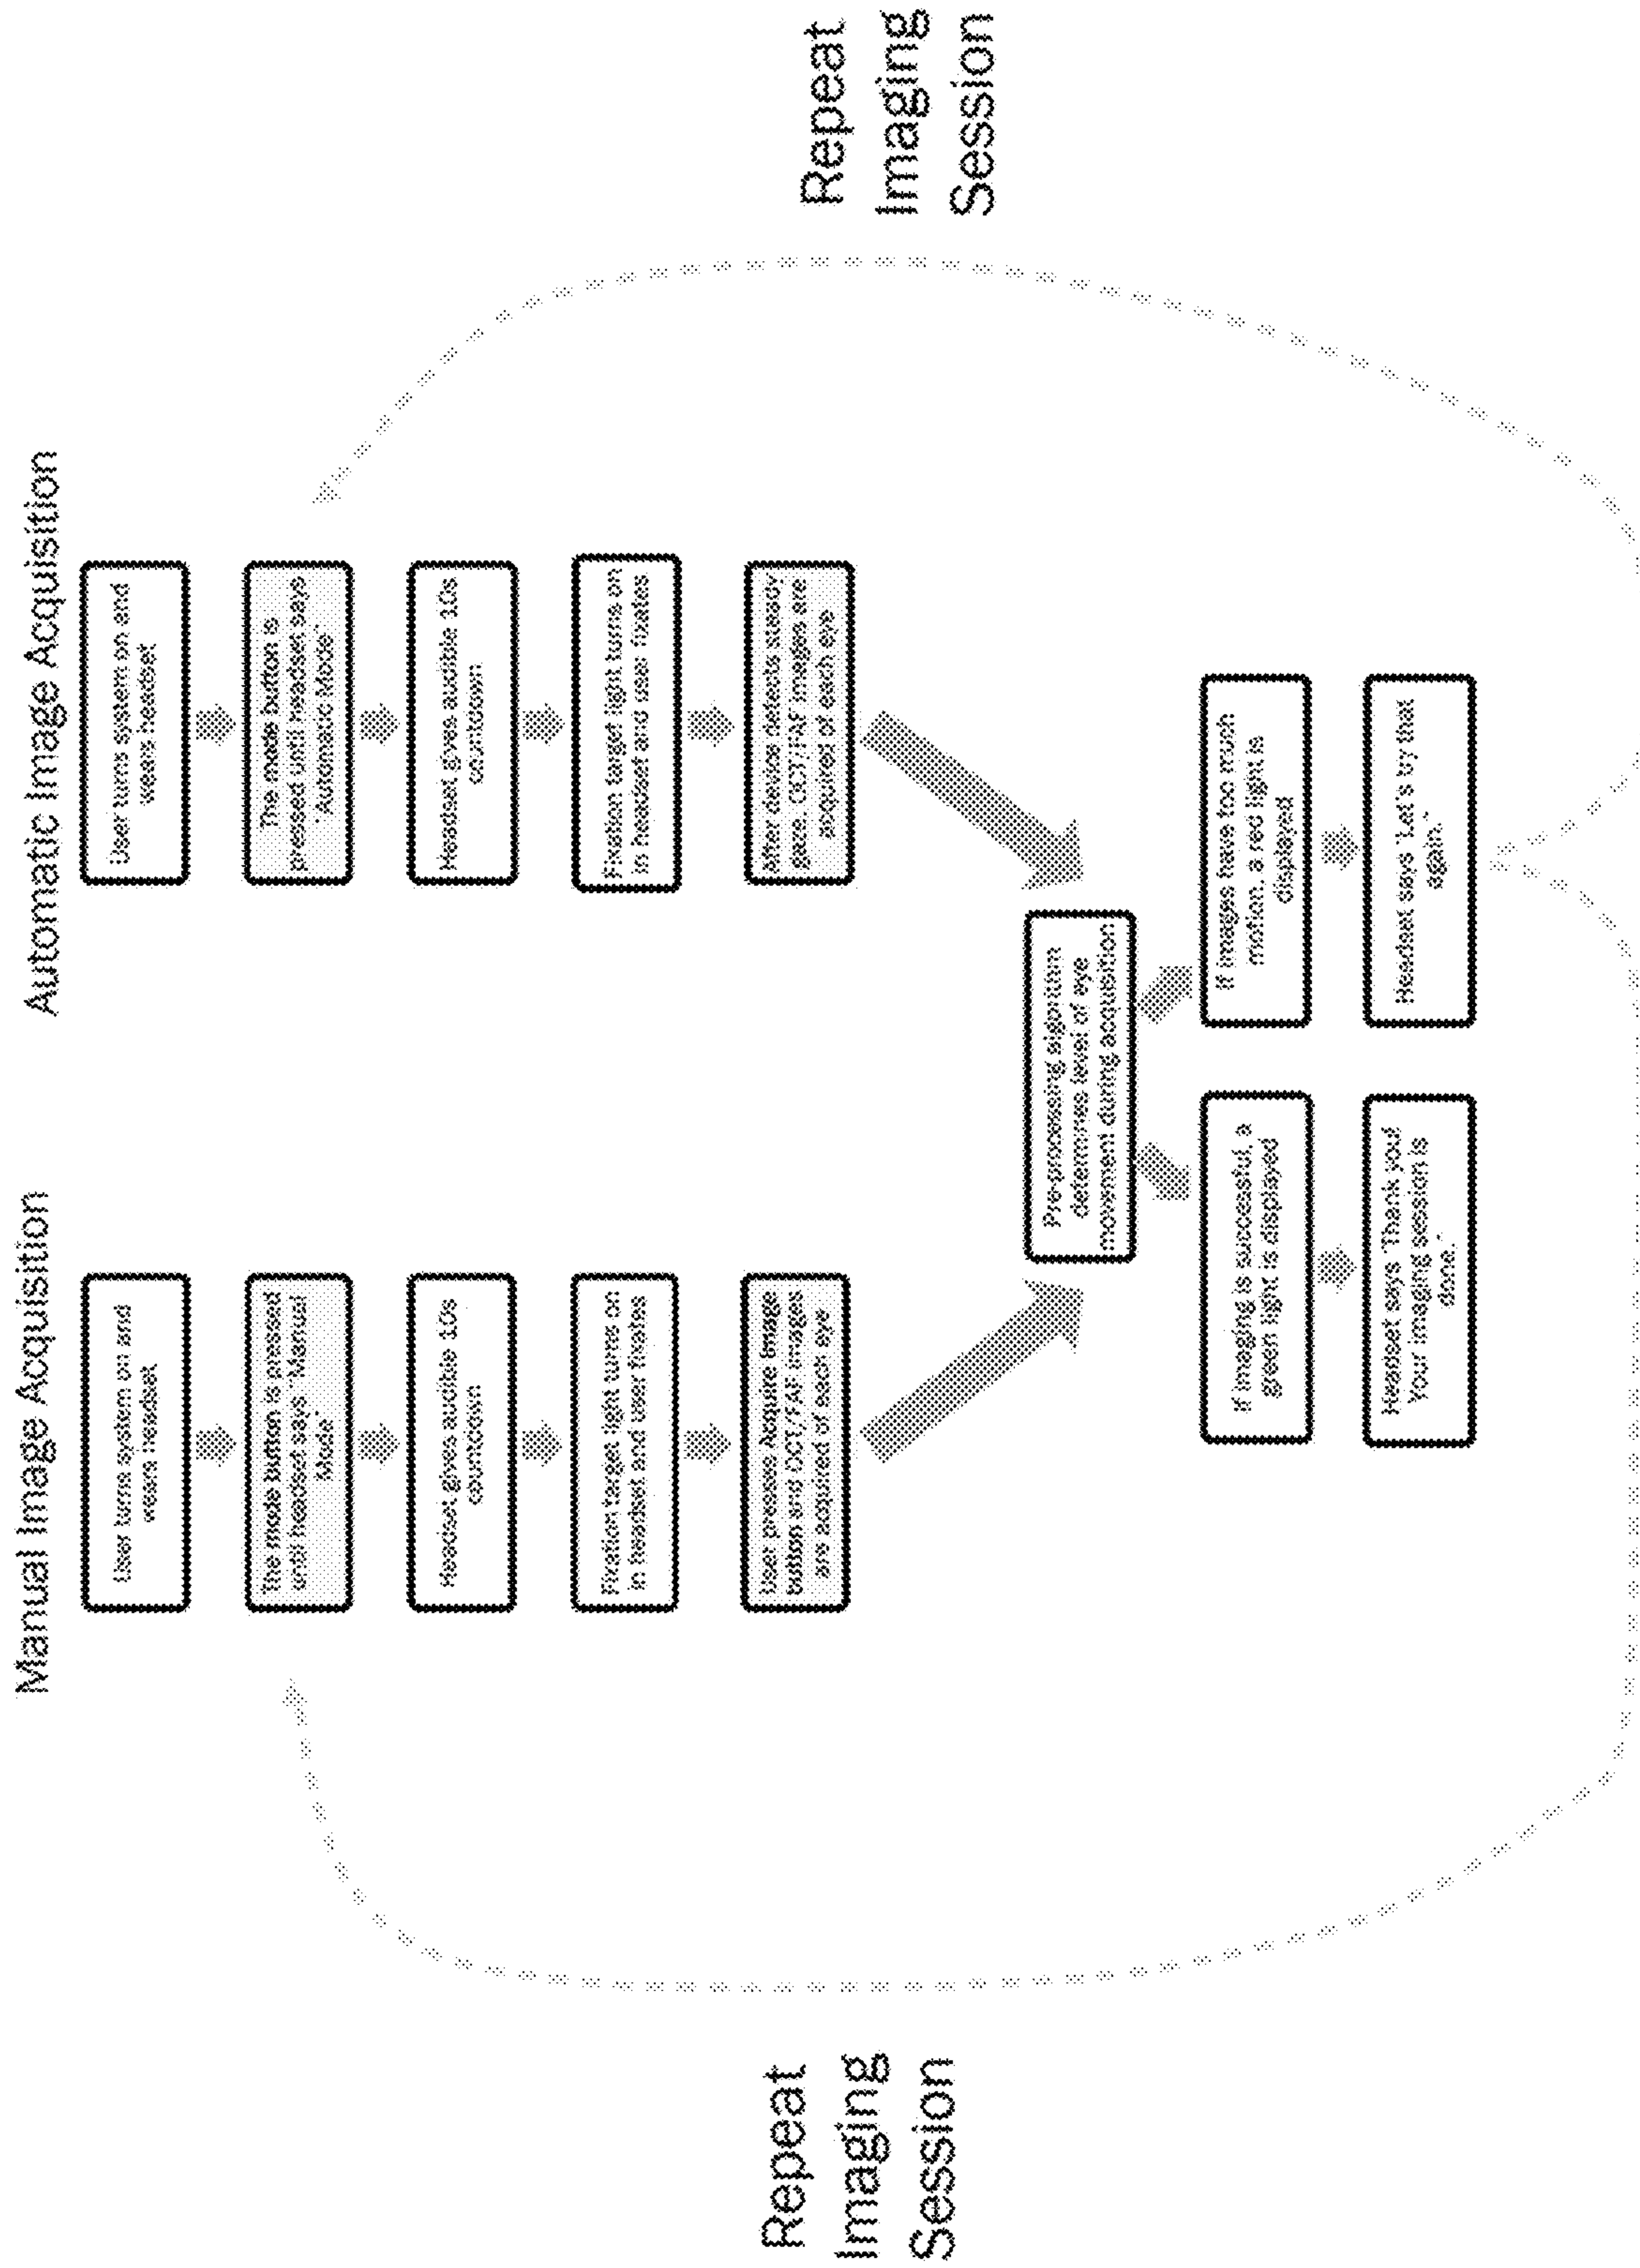 Manual Image Acquisition
User turns system on and
wears headset
The mode button is pressed
until headset says "Manual
Mode"
Headset gives audible 10s
countdown
Fixation target light turns on
in headset and user fixates
User presses Acquire Image
button and OCT/FAF images
are acquired of each eye
Automatic Image Acquisition
User turns system on and
wears headset
The mode button is
pressed until headset says
"Automatic Mode"
Headset gives audible 10s
countdown
Fixation target light turns on
in headset and user fixates
after device detects steady
gaze, OCT/FAF images are
acquired of each eye
Pre-processing algorithm
determines level of eye
movement during acquisition
If imaging is successful, a
green light is displayed
Headset says "Thank you!
Your imaging session is
done."
If images have too much
motion, a red light is
displayed
Headset says "Let's try that
again."
Repeat
Imaging
Session
Repeat
Imaging
Session